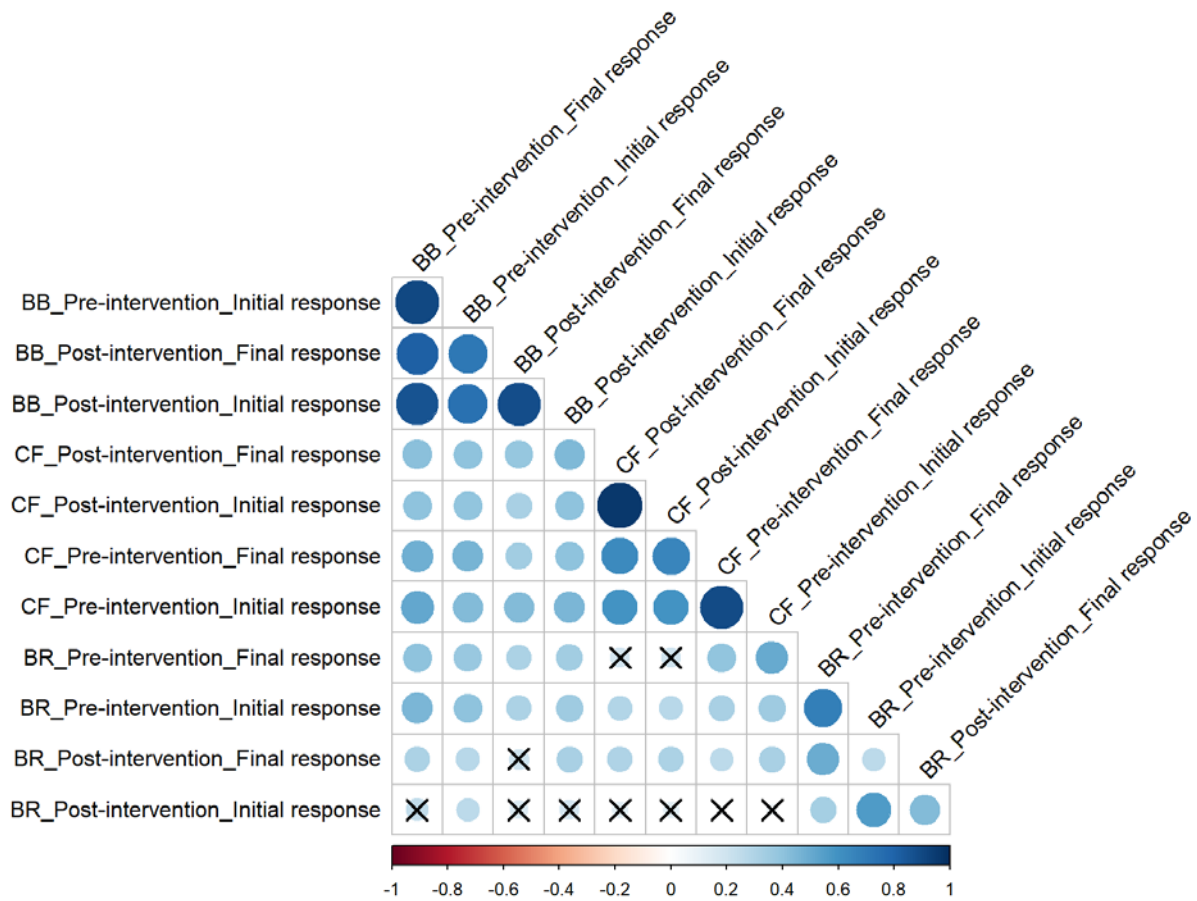 BB_Pre-intervention_Final response
BB_Pre-intervention_Initial response
BB_Post-intervention_Final response
BB_Post-intervention_Initial response
CF_Post-intervention_Final response
CF_Post-intervention_Initial response
CF_Pre-intervention_Final response
CF_Pre-intervention_Initial response
BR_Pre-intervention_Final response
BR_Pre-intervention_Initial response
BR_Post-intervention_Final response
BB_Pre-intervention_Initial response
BB_Post-intervention_Final response
BB_Post-intervention_Initial response
CF_Post-intervention_Final response
CF_Post-intervention_Initial response
CF_Pre-intervention_Final response
CF_Pre-intervention_Initial response
BR_Pre-intervention_Final response
BR_Pre-intervention_Initial response
BR_Post-intervention_Final response
BR_Post-intervention_Initial response
-1 -0.8 -0.6 -0.4 -0.2 0 0.2 0.4 0.6 0.8 1